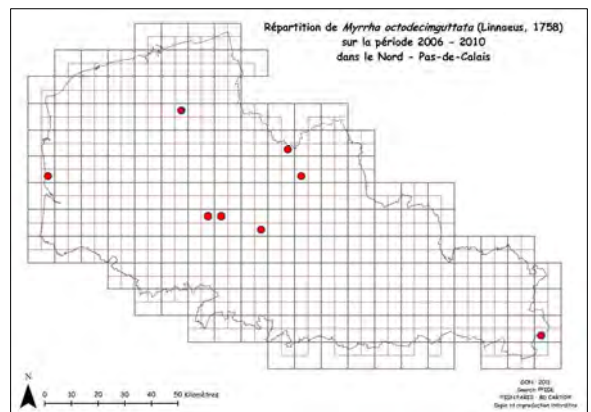 Répartition de Myrrha octodecimguttata (Linnaeus, 1758)
sur la période 2006 - 2010
dans le Nord - Pas-de-Calais
N
0 10 20 30 40 50 Kilomètres
GON 2012